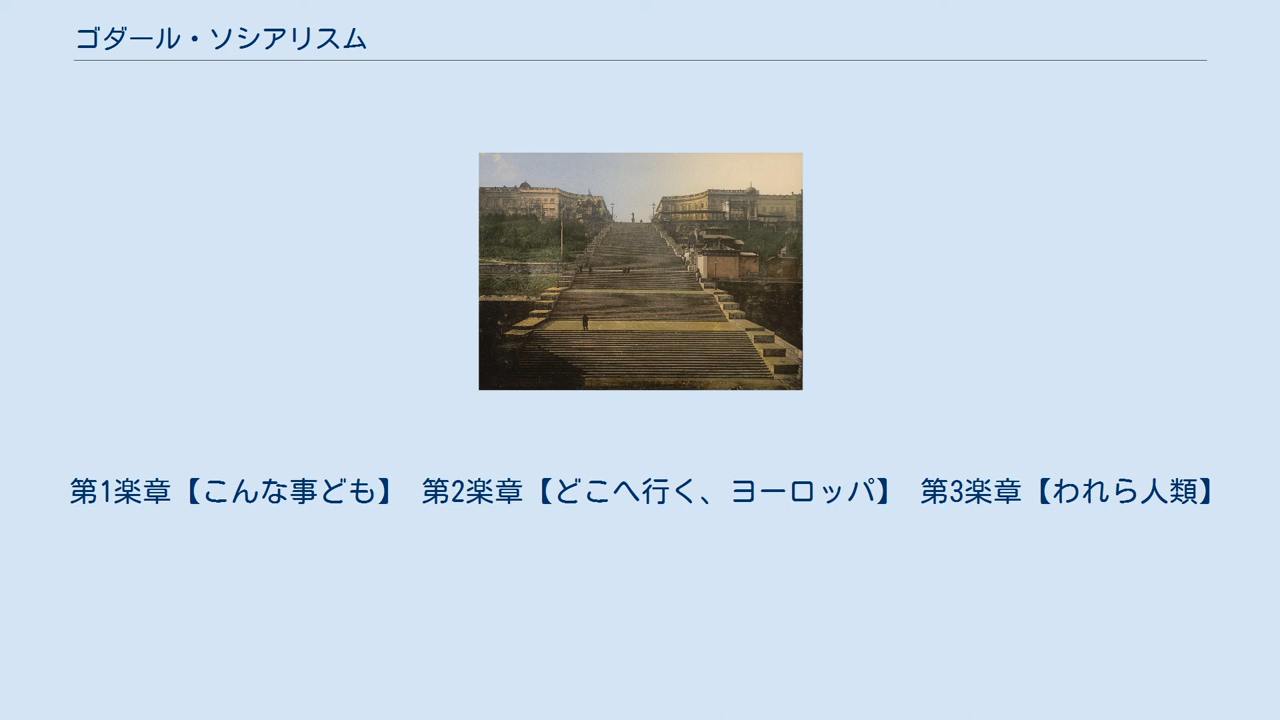 ゴダール・ソシアリスム
第1楽章【こんな事ども】 第2楽章【どこへ行く、ヨーロッパ】 第3楽章【われら人類】